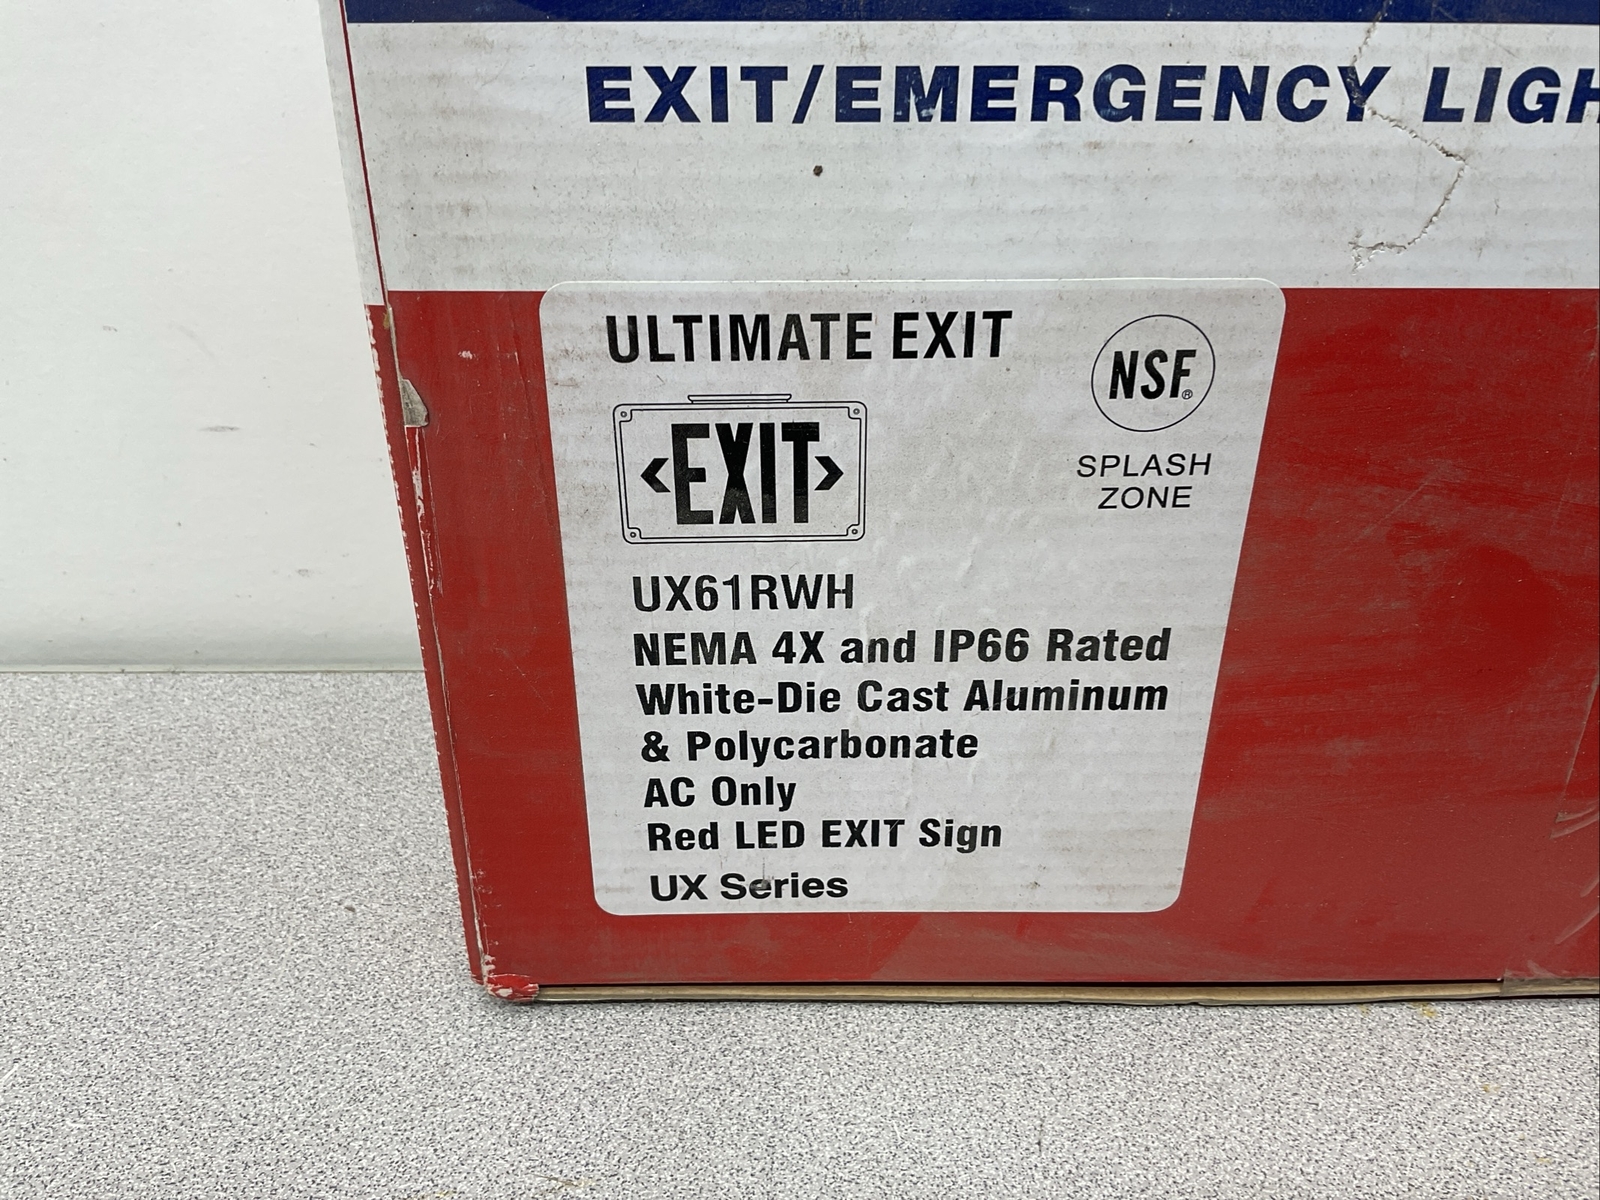 EXIT/EMERGENCY
ULTIMATE EXIT
NSF®
SPLASH
ZONE
<EXIT>
UX61RWH
NEMA 4X and IP66 Rated
White-Die Cast Aluminum
& Polycarbonate
AC Only
Red LED EXIT Sign
UX Series